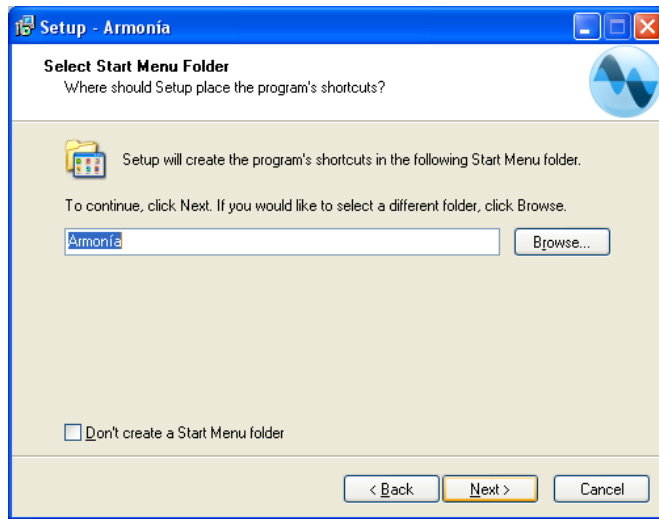 Setup - Armonía
Select Start Menu Folder
Where should Setup place the program's shortcuts?
Setup will create the program's shortcuts in the following Start Menu folder.
To continue, click Next. If you would like to select a different folder, click Browse.
Armonía
Browse...
Don't create a Start Menu folder
< Back
Next >
Cancel